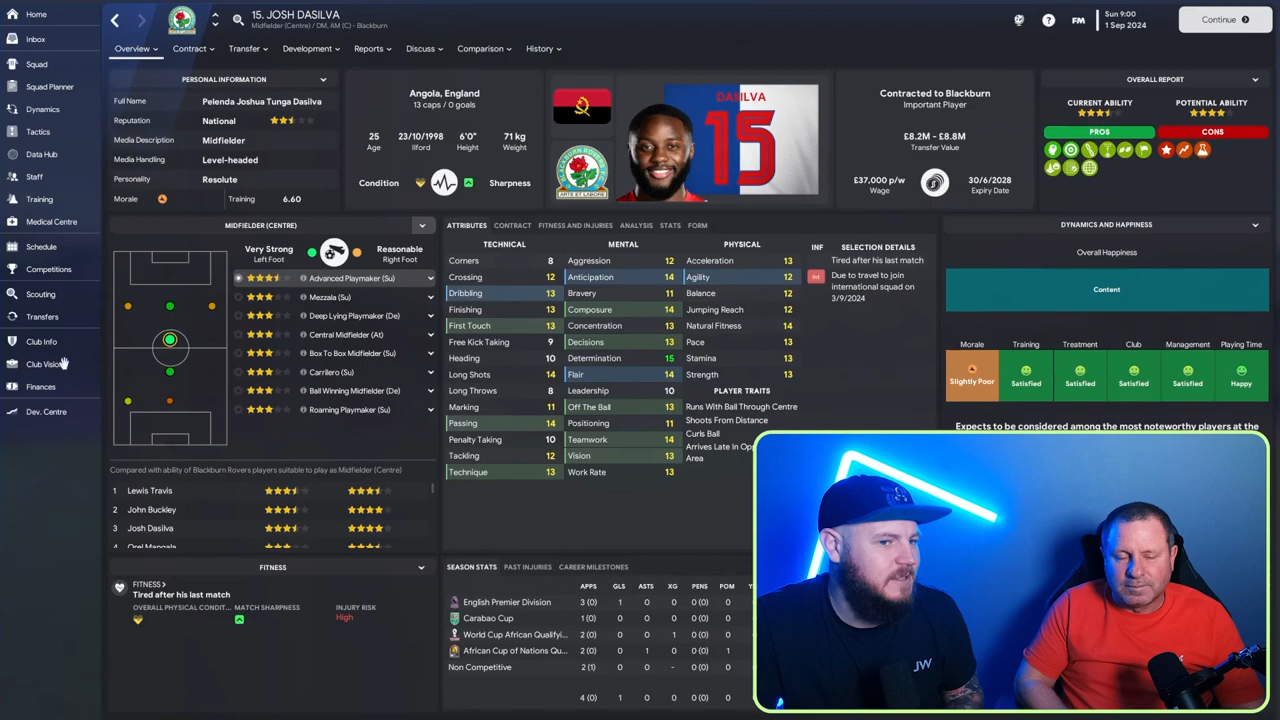 Home
Inbox
Squad
Squad Planner
Dynamics
Tactics
Data Hub
Staff
Training
Medical Centre
Schedule
Competitions
Scouting
Transfers
Club Info
Club Vision
Finances
Dev. Centre
15. JOSH DASILVA
Midfielder (Centre) / DM, AM (C) - Blackburn
FM
Sun 9:00
1 Sep 2024
Continue
Overview
Contract
Transfer
Development
Reports
Discuss
Comparison
History
PERSONAL INFORMATION
Full Name Pelenda Joshua Tunga Dasilva
Reputation National
Media Description Midfielder
Media Handling Level-headed
Personality Resolute
Morale Training 6.60
Angola, England
13 caps / 0 goals
25 23/10/1998 6'0" 71 kg
Age Ilford Height Weight
Condition Sharpness
DASILVA
15
Contracted to Blackburn
Important Player
£8.2M - £8.8M
Transfer Value
£37,000 p/w 30/6/2028
Wage Expiry Date
OVERALL REPORT
CURRENT ABILITY POTENTIAL ABILITY
PROS CONS
MIDFIELDER (CENTRE)
Very Strong Reasonable
Left Foot Right Foot
Advanced Playmaker (Su)
Mezzala (Su)
Deep Lying Playmaker (De)
Central Midfielder (At)
Box To Box Midfielder (Su)
Carrilero (Su)
Ball Winning Midfielder (De)
Roaming Playmaker (Su)
Compared with ability of Blackburn Rovers players suitable to play as Midfielder (Centre)
1 Lewis Travis
2 John Buckley
3 Josh Dasilva
4 Orel Mangala
FITNESS
FITNESS >
Tired after his last match
OVERALL PHYSICAL CONDIT... MATCH SHARPNESS INJURY RISK
High
ATTRIBUTES CONTRACT FITNESS AND INJURIES ANALYSIS STATS FORM
TECHNICAL MENTAL PHYSICAL
Corners 8 Aggression 12 Acceleration 13
Crossing 12 Anticipation 14 Agility 12
Dribbling 13 Bravery 11 Balance 12
Finishing 13 Composure 14 Jumping Reach 12
First Touch 13 Concentration 13 Natural Fitness 14
Free Kick Taking 9 Decisions 13 Pace 13
Heading 10 Determination 15 Stamina 13
Long Shots 14 Flair 14 Strength 13
Long Throws 8 Leadership 10 PLAYER TRAITS
Marking 11 Off The Ball 13 Runs With Ball Through Centre
Passing 14 Positioning 11 Shoots From Distance
Penalty Taking 10 Teamwork 14 Curls Ball
Tackling 12 Vision 13 Arrives Late In Op
Technique 13 Work Rate 13 Area
INF SELECTION DETAILS
Tired after his last match
Int Due to travel to join
international squad on
3/9/2024
DYNAMICS AND HAPPINESS
Overall Happiness
Content
Morale Training Treatment Club Management Playing Time
Slightly Poor Satisfied Satisfied Satisfied Satisfied Happy
Expects to be considered among the most noteworthy players at the
SEASON STATS PAST INJURIES CAREER MILESTONES
APPS GLS ASTS XG PENS POM
English Premier Division 3 (0) 1 0 0 0 (0) 0
Carabao Cup 1 (0) 0 0 0 0 (0) 0
World Cup African Qualifyi... 2 (0) 0 0 1 0 (0) 0
African Cup of Nations Qu... 2 (0) 0 1 0 0 (0) 1
Non Competitive 2 (1) 0 0 - 0 (0) 0
4 (0) 1 0 0 0 (0) 0
JW